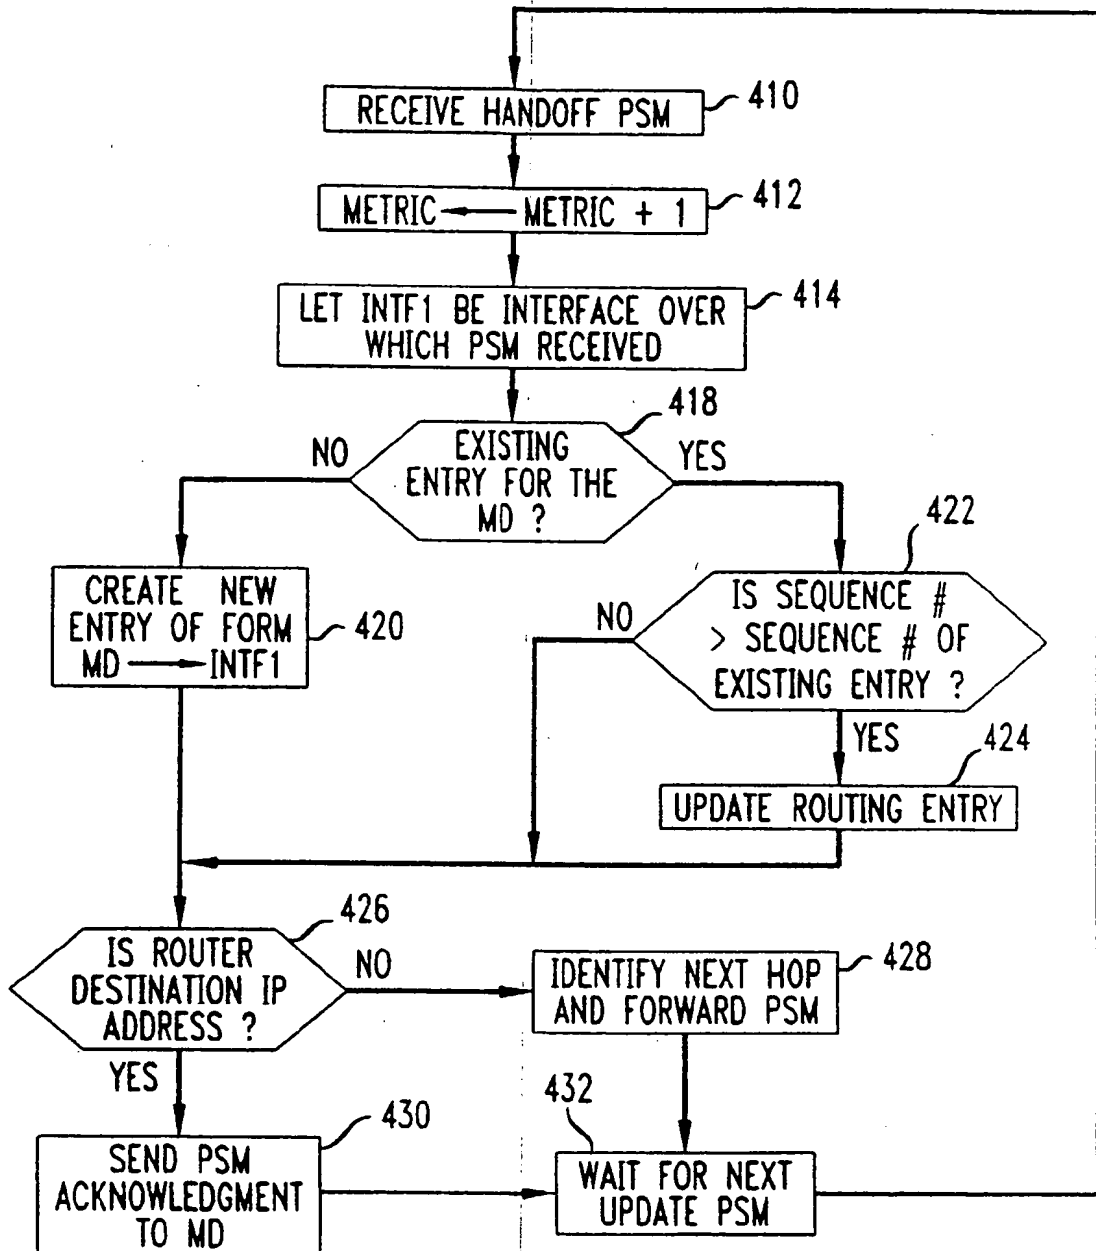 RECEIVE HANDOFF PSM
410
METRIC ← METRIC + 1
412
LET INTF1 BE INTERFACE OVER
WHICH PSM RECEIVED
414
418
NO
EXISTING
ENTRY FOR THE
MD ?
YES
422
CREATE NEW
ENTRY OF FORM
MD → INTF1
420
NO
IS SEQUENCE #
> SEQUENCE # OF
EXISTING ENTRY ?
YES
424
UPDATE ROUTING ENTRY
426
IS ROUTER
DESTINATION IP
ADDRESS ?
NO
IDENTIFY NEXT HOP
AND FORWARD PSM
428
YES
430
432
SEND PSM
ACKNOWLEDGMENT
TO MD
WAIT FOR NEXT
UPDATE PSM